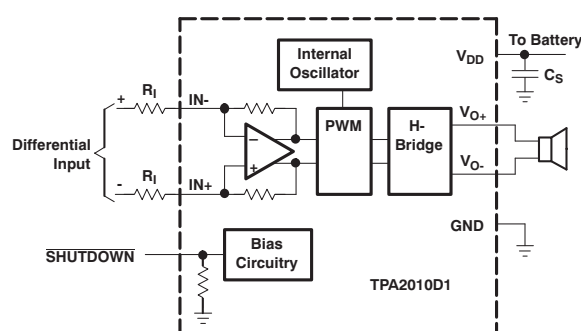 To Battery
Internal
Oscillator
V_DD
C_S
+ R_I IN-
Differential
Input
PWM
H-
Bridge
V_O+
V_O-
− +
- R_I IN+
GND
SHUTDOWN
Bias
Circuitry
TPA2010D1